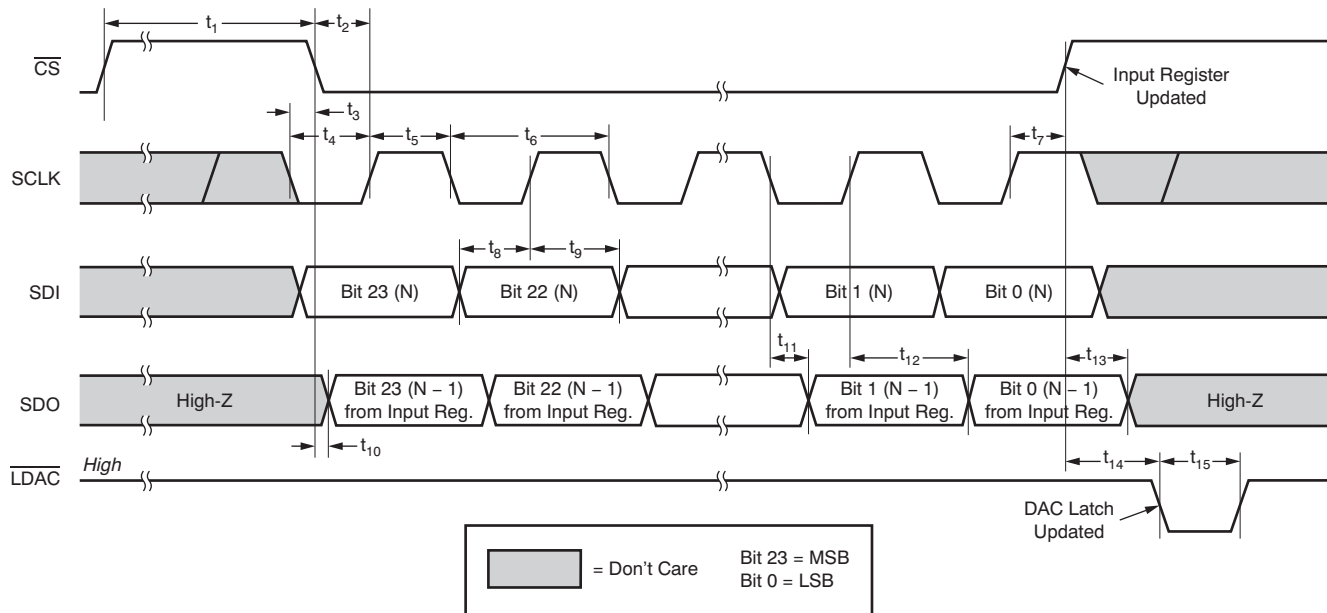 t1
t2
CS
Input Register
Updated
t3
t4
t5
t6
t7
SCLK
t8
t9
SDI
Bit 23 (N)
Bit 22 (N)
Bit 1 (N)
Bit 0 (N)
t11
t12
t13
SDO
High-Z
Bit 23 (N – 1)
from Input Reg.
Bit 22 (N – 1)
from Input Reg.
Bit 1 (N – 1)
from Input Reg.
Bit 0 (N – 1)
from Input Reg.
High-Z
t10
LDAC
High
t14
t15
DAC Latch
Updated
= Don't Care
Bit 23 = MSB
Bit 0 = LSB